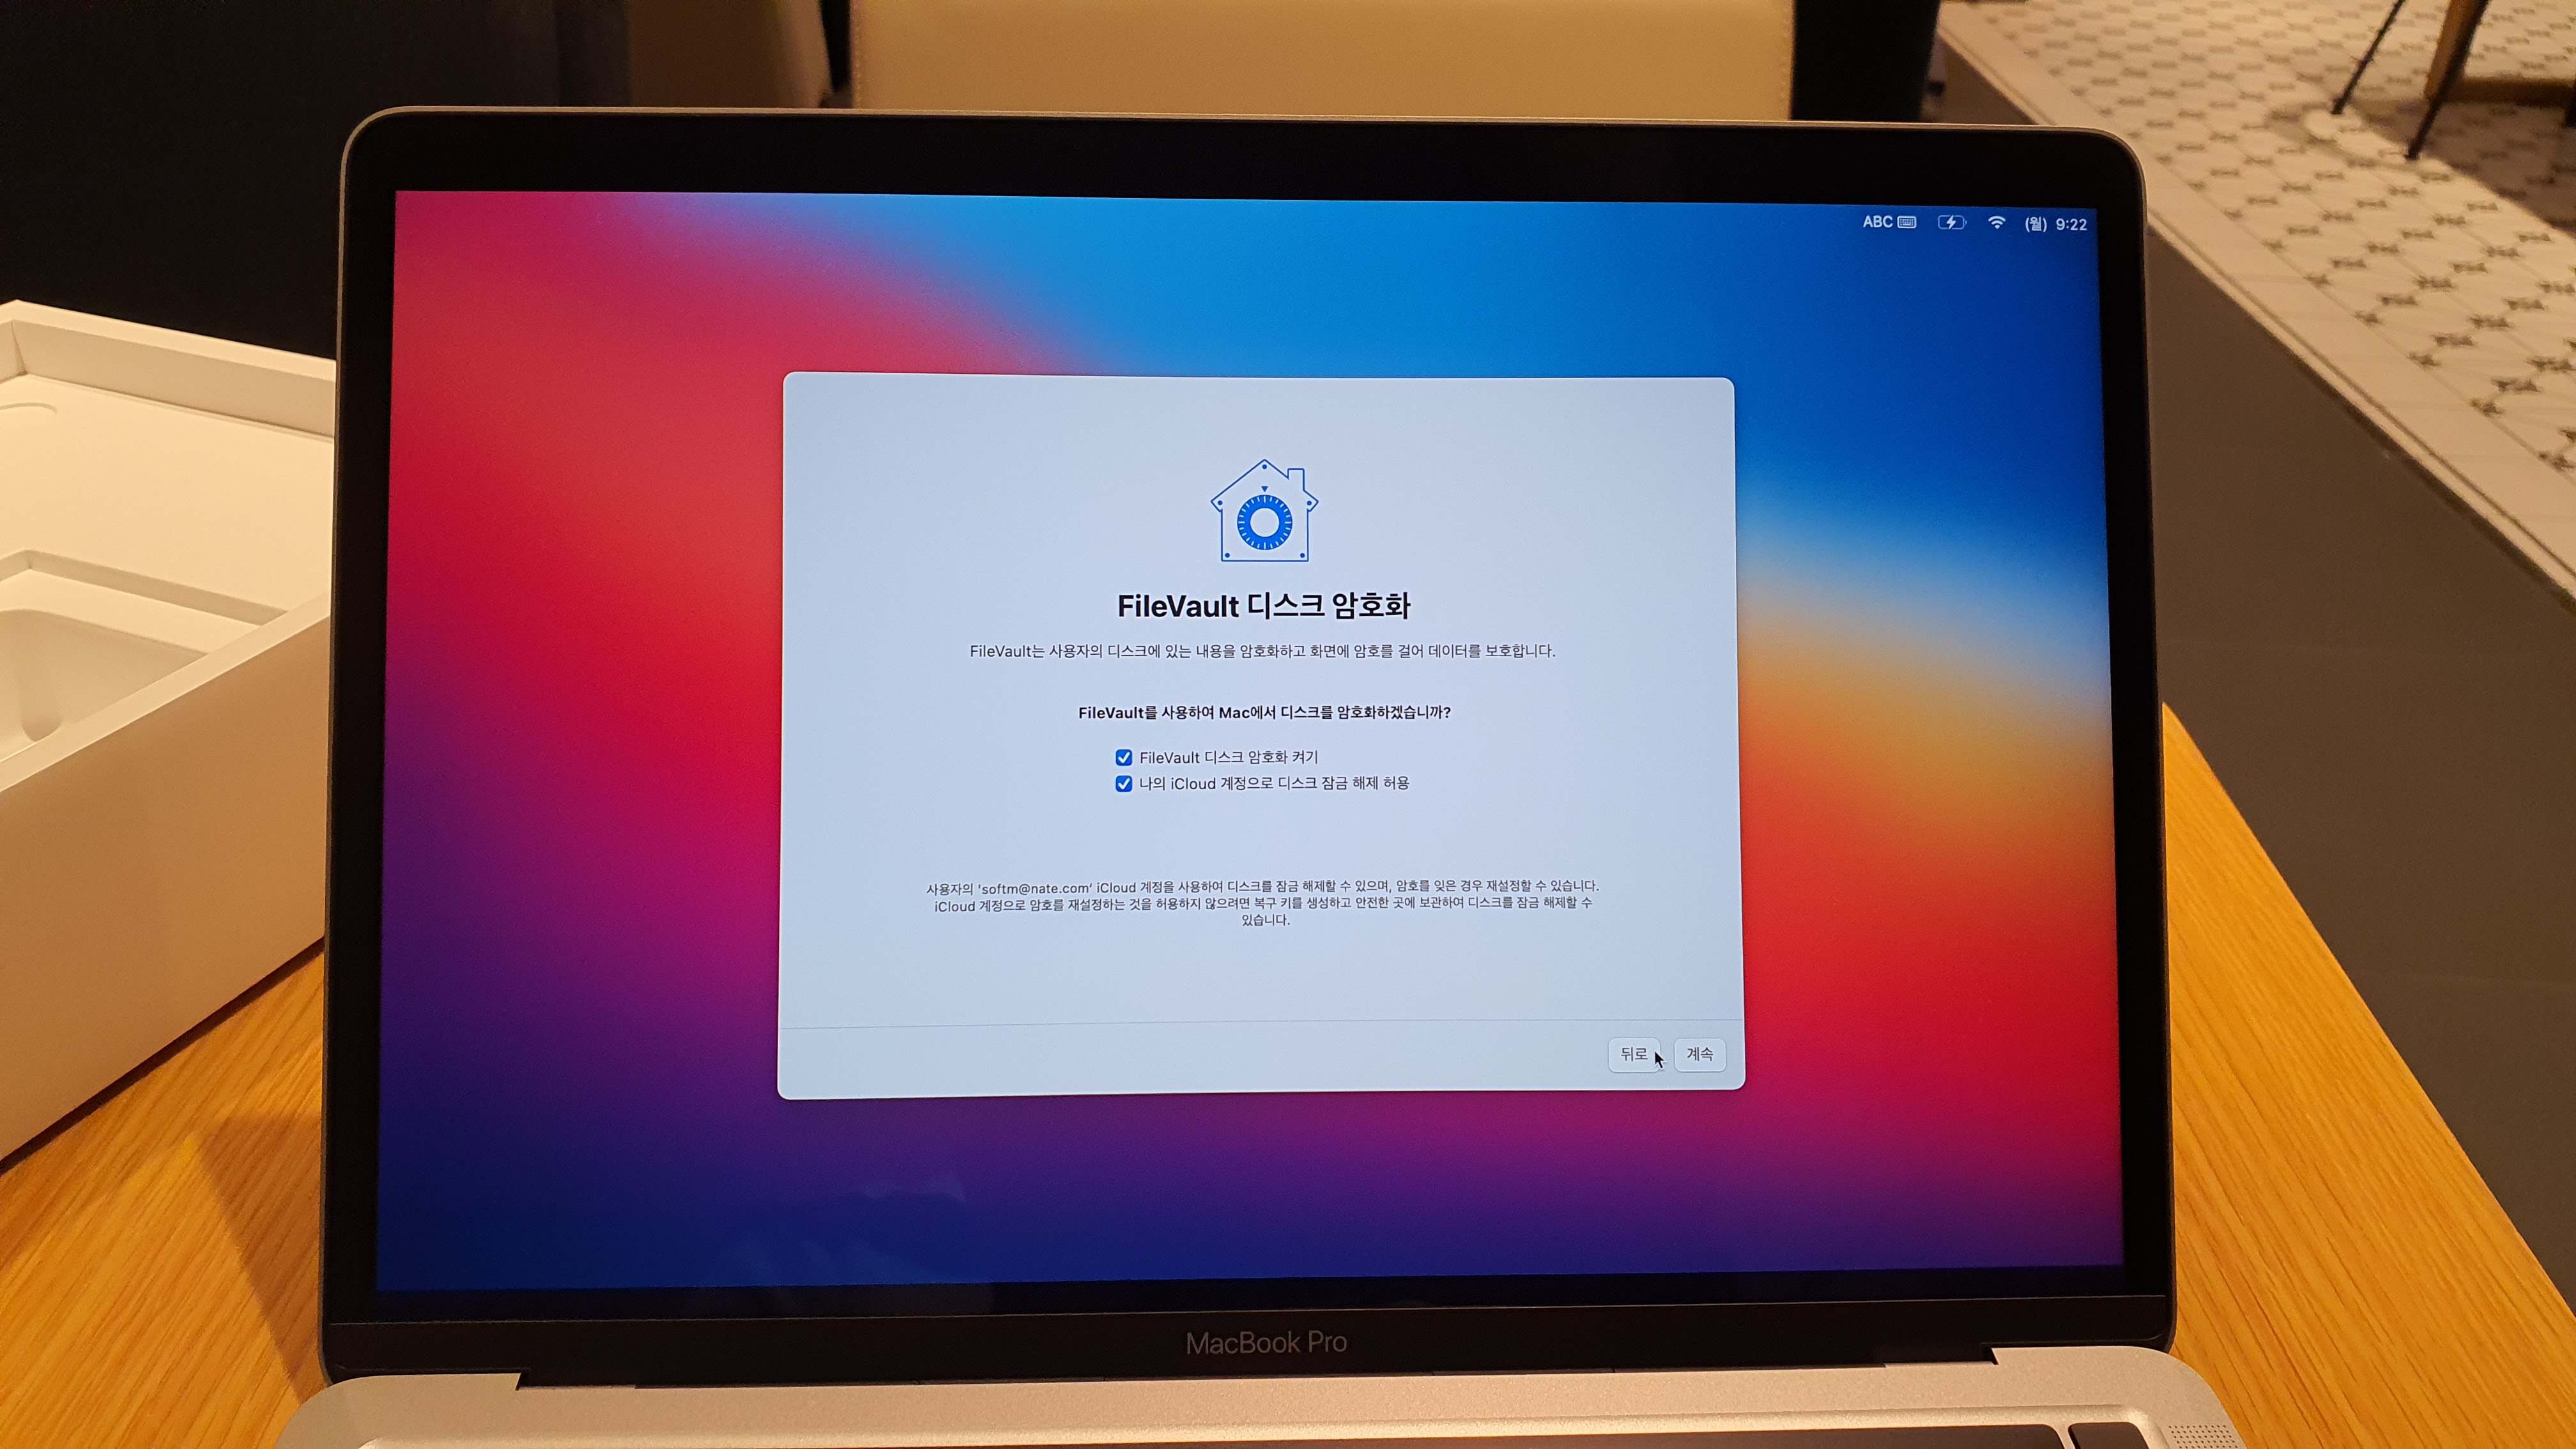 ABC (월) 9:22
FileVault 디스크 암호화
FileVault는 사용자의 디스크에 있는 내용을 암호화하고 화면에 암호를 걸어 데이터를 보호합니다.
FileVault를 사용하여 Mac에서 디스크를 암호화하겠습니까?
FileVault 디스크 암호화 켜기
나의 iCloud 계정으로 디스크 잠금 해제 허용
사용자의 'softm@nate.com' iCloud 계정을 사용하여 디스크를 잠금 해제할 수 있으며, 암호를 잊은 경우 재설정할 수 있습니다.
iCloud 계정으로 암호를 재설정하는 것을 허용하지 않으려면 복구 키를 생성하고 안전한 곳에 보관하여 디스크를 잠금 해제할 수
있습니다.
뒤로 계속
MacBook Pro